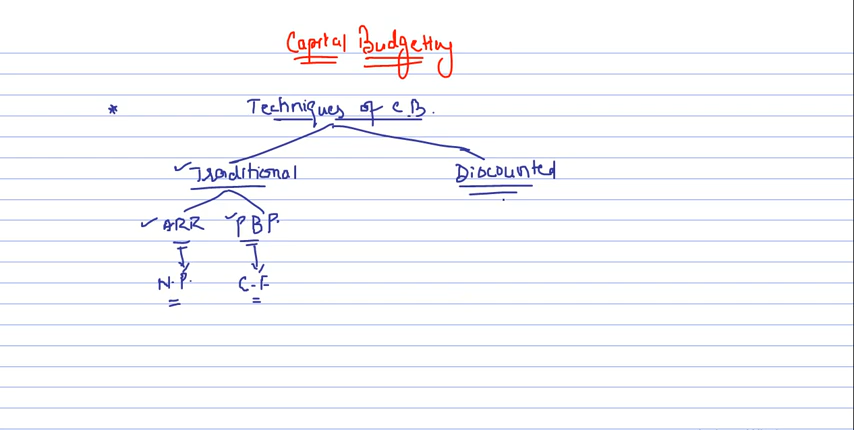 Capital Budgeting
* Techniques of C.B.
Traditional Discounted
ARR PBP.
N.P. C-F